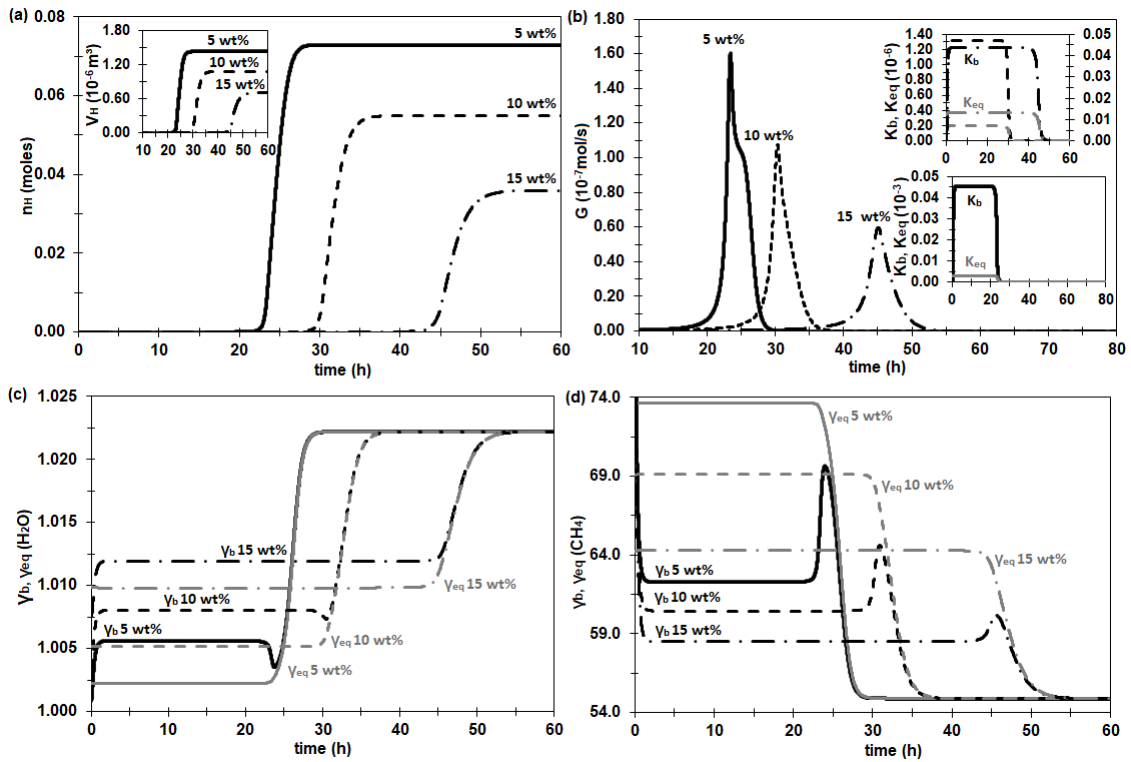 (a)
nH (moles)
0.08
0.06
0.04
0.02
0.00
0 10 20 30 40 50 60
time (h)
5 wt%
10 wt%
15 wt%
VH (10-6m3)
1.80
1.20
0.60
0.00
10 20 30 40 50 60
5 wt%
10 wt%
15 wt%
(b)
G (10-7mol/s)
1.80
1.60
1.40
1.20
1.00
0.80
0.60
0.40
0.20
0.00
10 20 30 40 50 60 70 80
time (h)
5 wt%
10 wt%
15 wt%
Kb, Keq (10-6)
1.40
1.20
1.00
0.80
0.60
0.40
0.20
0.00
0.05
0.04
0.03
0.02
0.01
0.00
0 20 40 60
Kb
Keq
Kb, Keq (10-3)
0.05
0.04
0.03
0.02
0.01
0.00
0 20 40 60 80
Kb
Keq
(c)
γb, γeq (H2O)
1.025
1.020
1.015
1.010
1.005
1.000
0 10 20 30 40 50 60
time (h)
γb 15 wt%
γeq 15 wt%
γb 10 wt%
γb 5 wt%
γeq 10 wt%
γeq 5 wt%
(d)
γb, γeq (CH4)
74.0
69.0
64.0
59.0
54.0
0 10 20 30 40 50 60
time (h)
γeq 5 wt%
γeq 10 wt%
γeq 15 wt%
γb 5 wt%
γb 10 wt%
γb 15 wt%